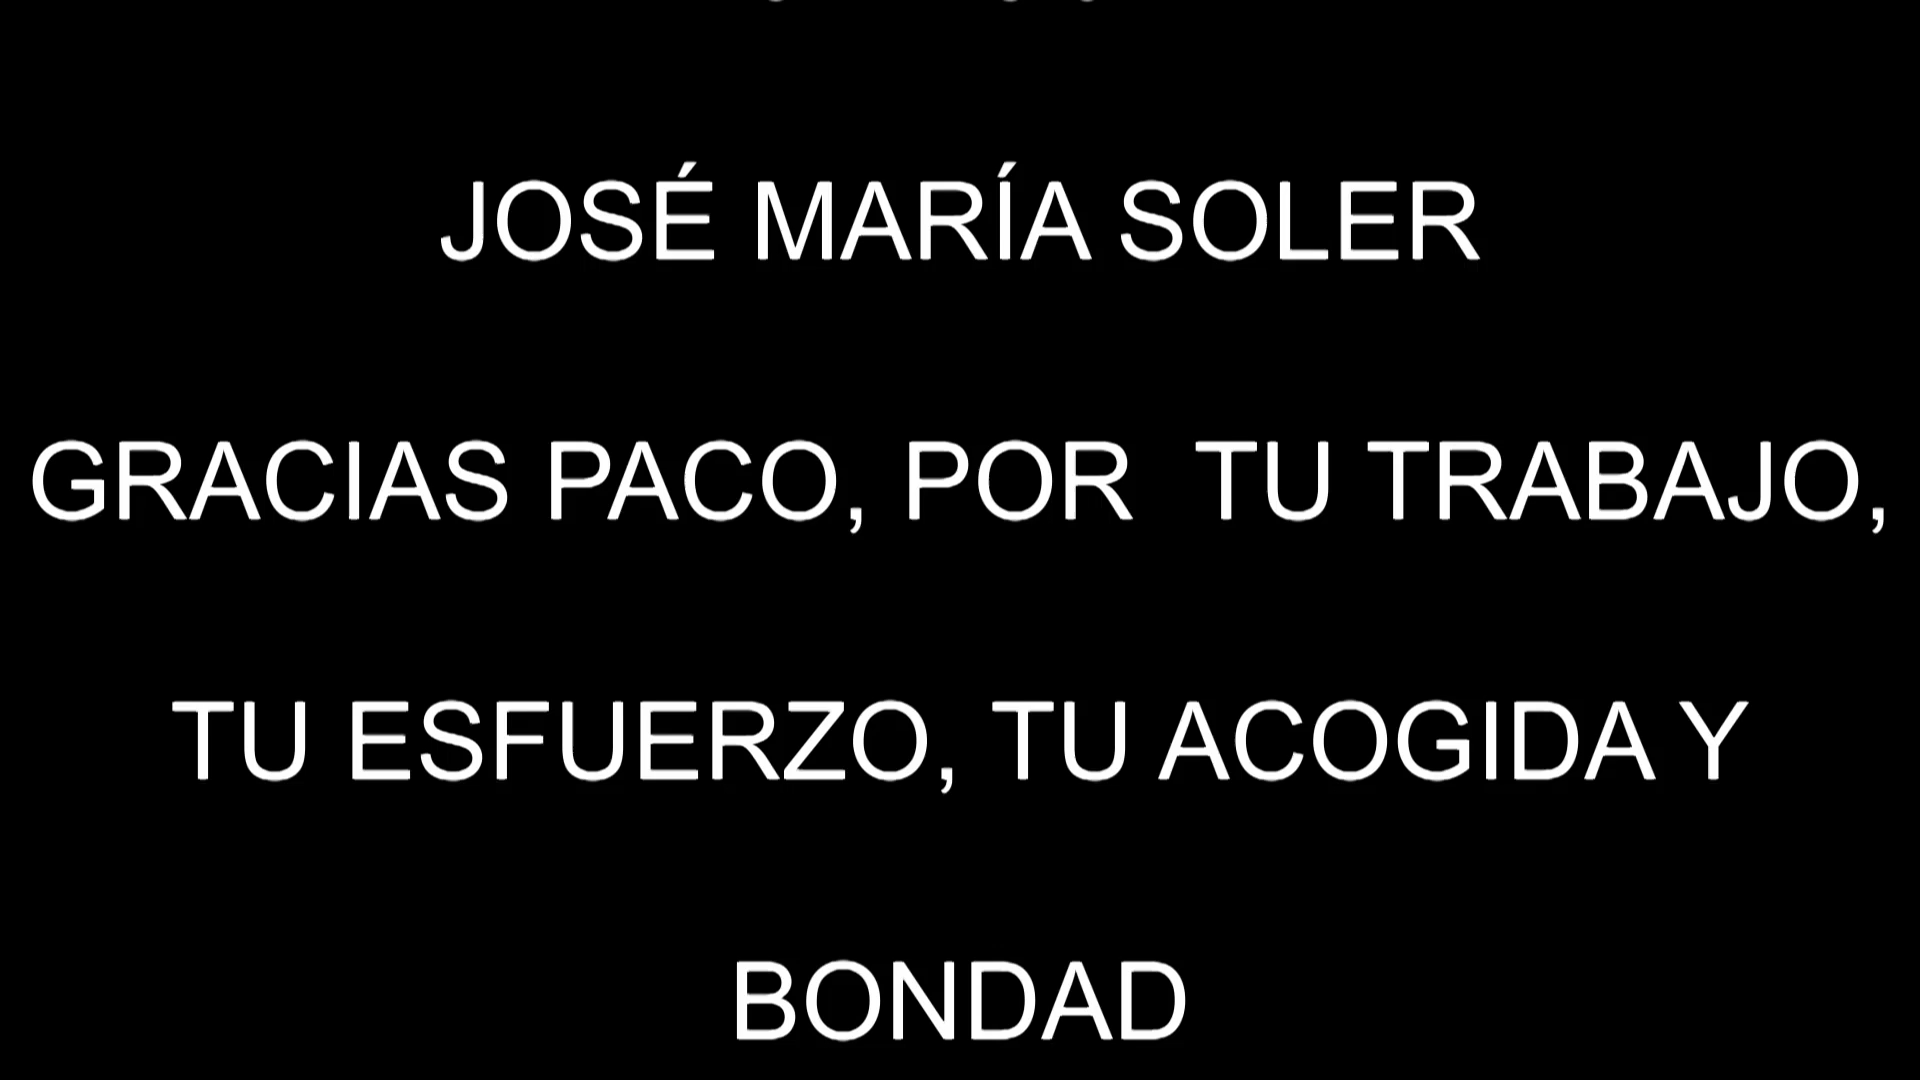 JOSÉ MARÍA SOLER
GRACIAS PACO, POR  TU TRABAJO,
TU ESFUERZO, TU ACOGIDA Y
BONDAD